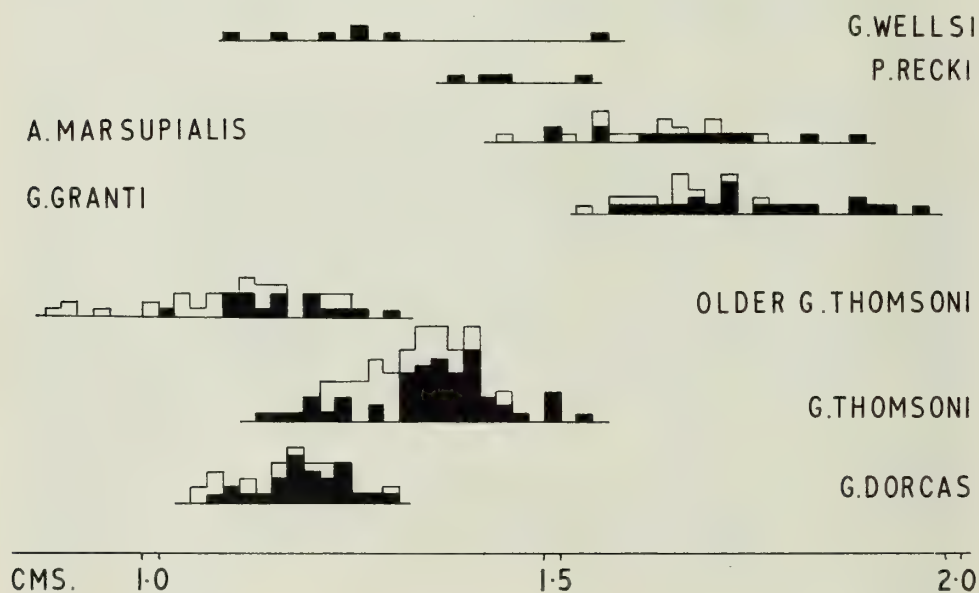 G.WELLSI
P.RECKI
A.MARSUPIALIS
G.GRANTI
OLDER G.THOMSONI
G.THOMSONI
G.DORCAS
CMS. 1·0 1·5 2·0